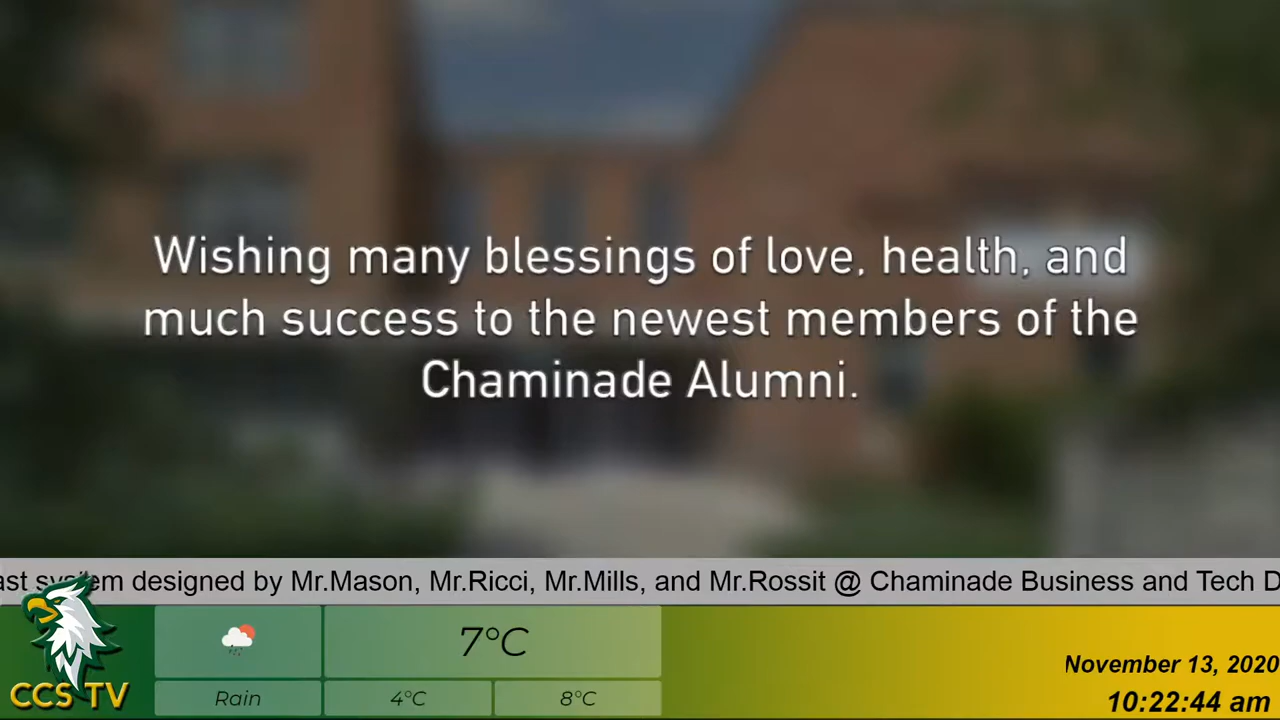 Wishing many blessings of love, health, and
much success to the newest members of the
Chaminade Alumni.
designed by Mr.Mason, Mr.Ricci, Mr.Mills, and Mr.Rossit @ Chaminade Business and Tech
7°C
November 13, 2020
Rain 4°C 8°C
CCS TV
10:22:44 am